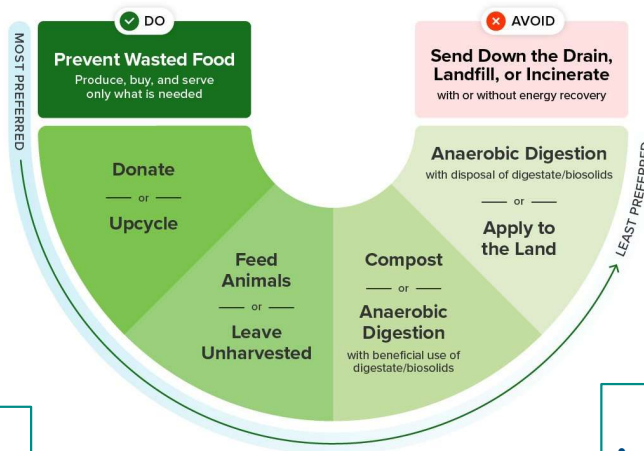 DO
Prevent Wasted Food
Produce, buy, and serve
only what is needed
AVOID
Send Down the Drain,
Landfill, or Incinerate
with or without energy recovery
MOST PREFERRED
Donate
or
Upcycle
Feed
Animals
or
Leave
Unharvested
Compost
or
Anaerobic
Digestion
with beneficial use of
digestate/biosolids
Anaerobic Digestion
with disposal of digestate/biosolids
or
Apply to
the Land
LEAST PREFERRED